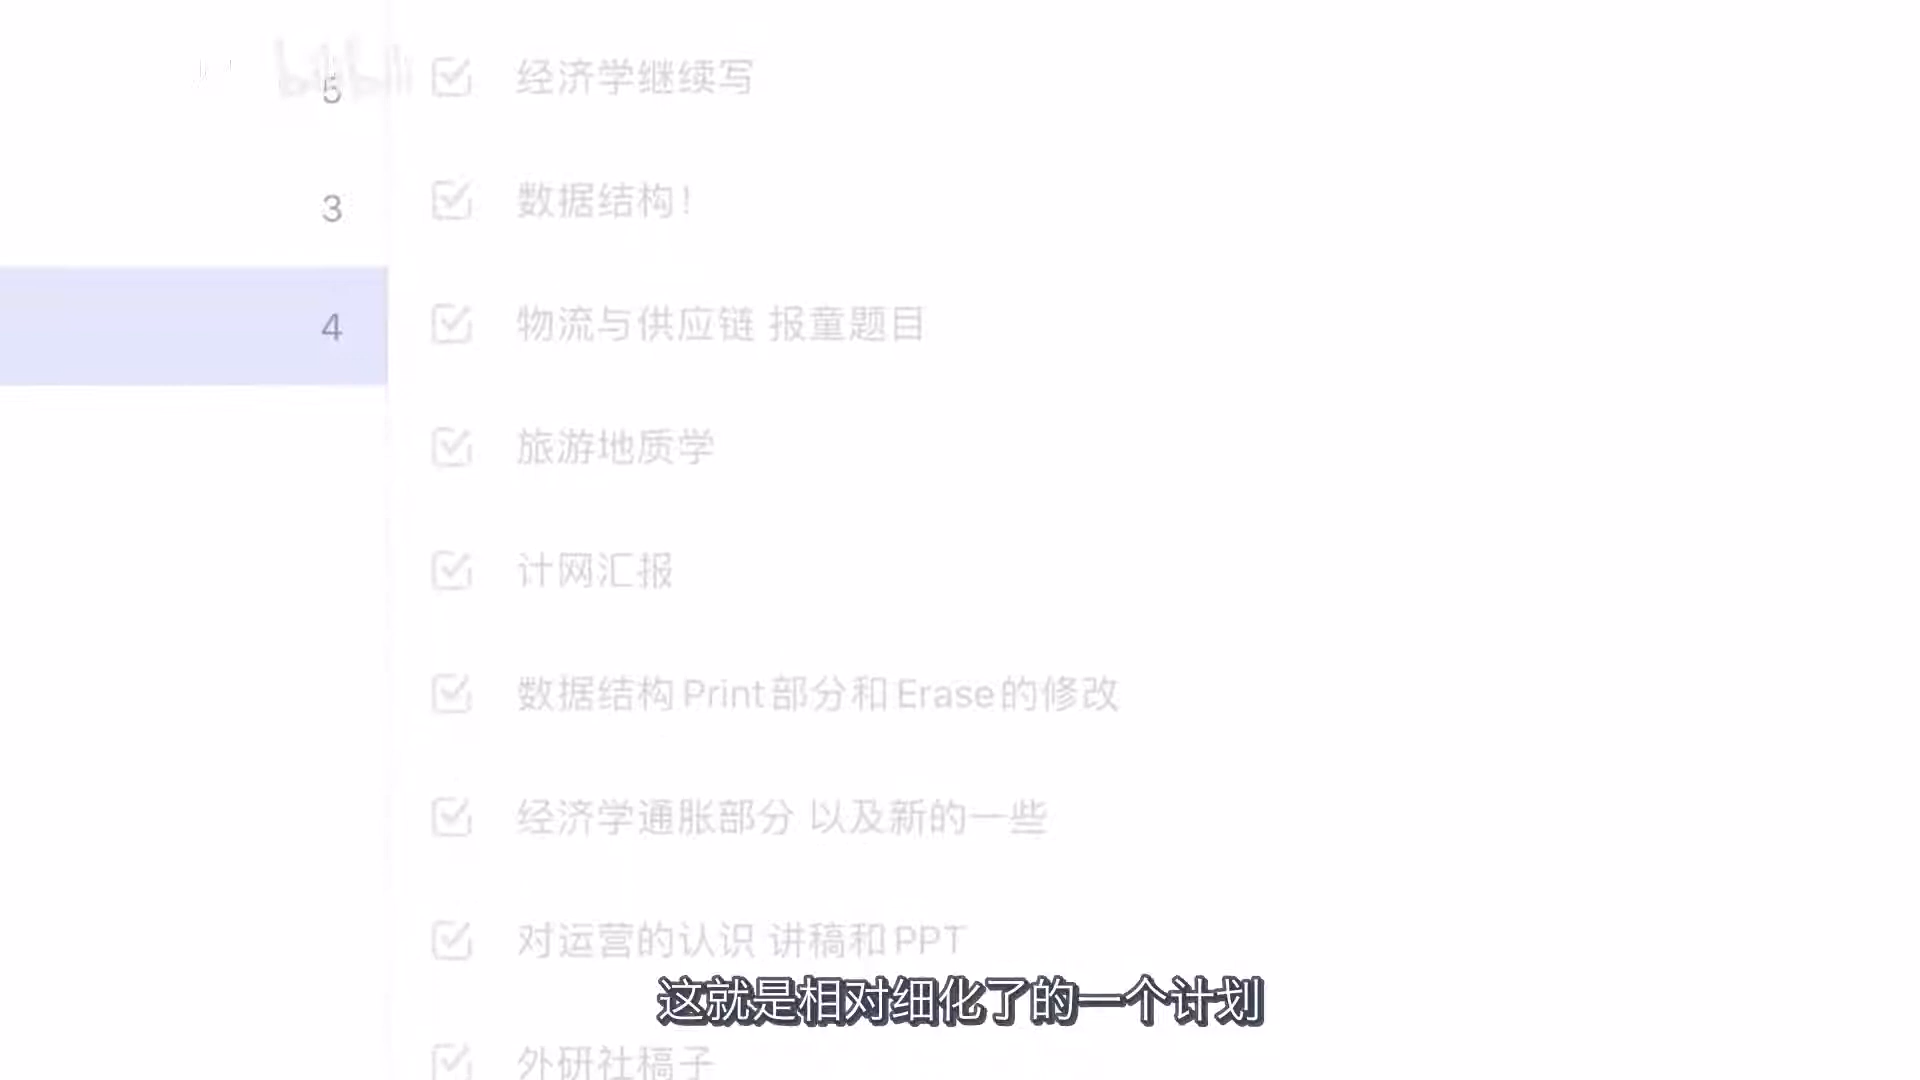 bilibili
5
经济学继续写
3
数据结构！
4
物流与供应链 报童题目
旅游地质学
计网汇报
数据结构Print部分和Erase的修改
经济学通胀部分 以及新的一些
对运营的认识 讲稿和PPT
这就是相对细化了的一个计划
外研社稿子